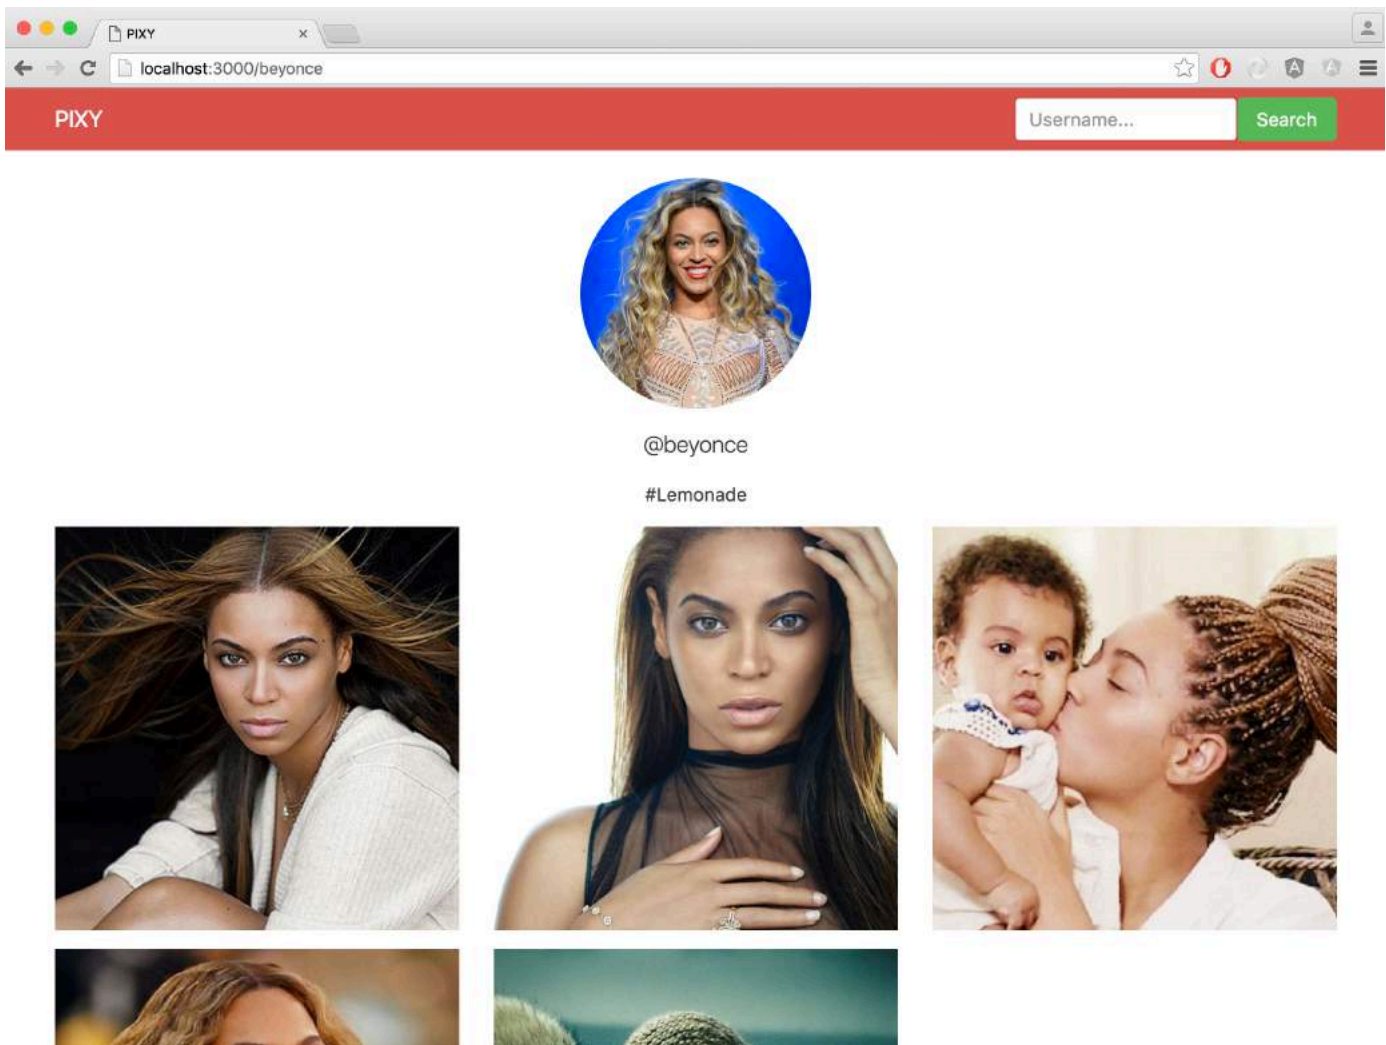 PIXY
localhost:3000/beyonce
PIXY
Username...
Search
@beyonce
#Lemonade